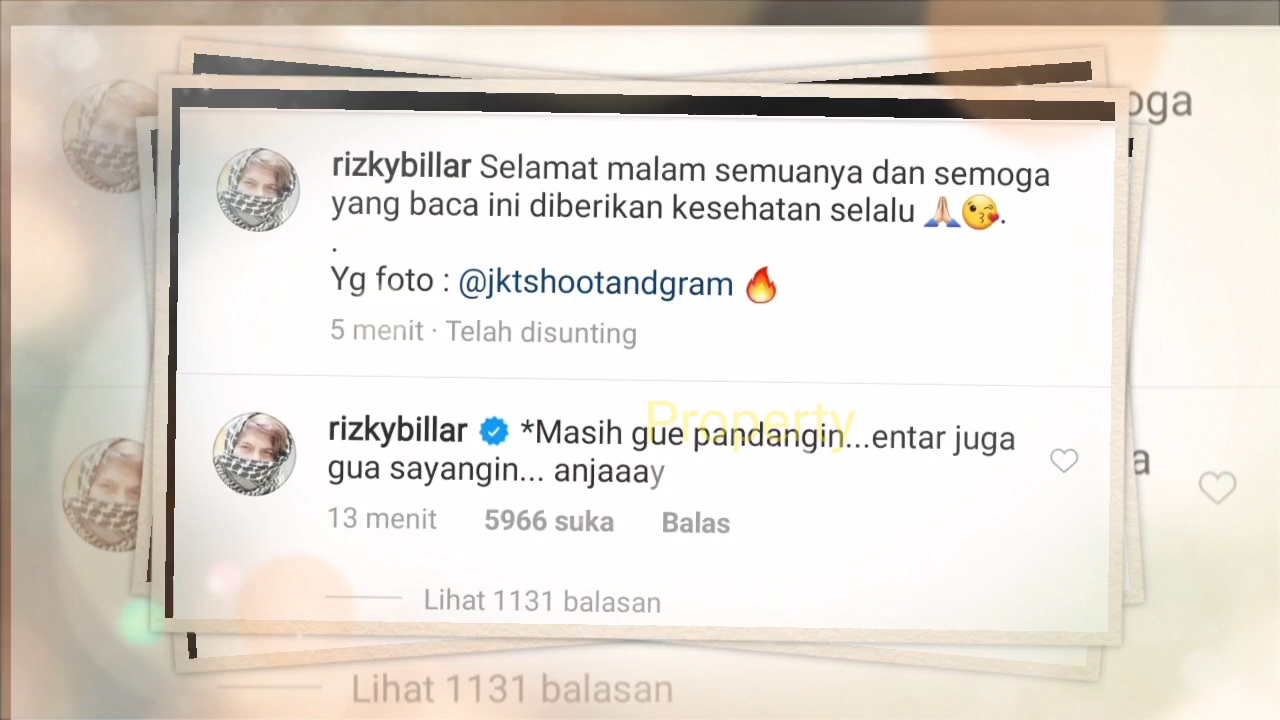 rizkybillar Selamat malam semuanya dan semoga
yang baca ini diberikan kesehatan selalu 🙏😘.
.
Yg foto : @jktshootandgram 🔥
5 menit · Telah disunting
rizkybillar *Masih gue pandangin...entar juga
gua sayangin... anjaaay
13 menit 5966 suka Balas
Lihat 1131 balasan
Property
Lihat 1131 balasan